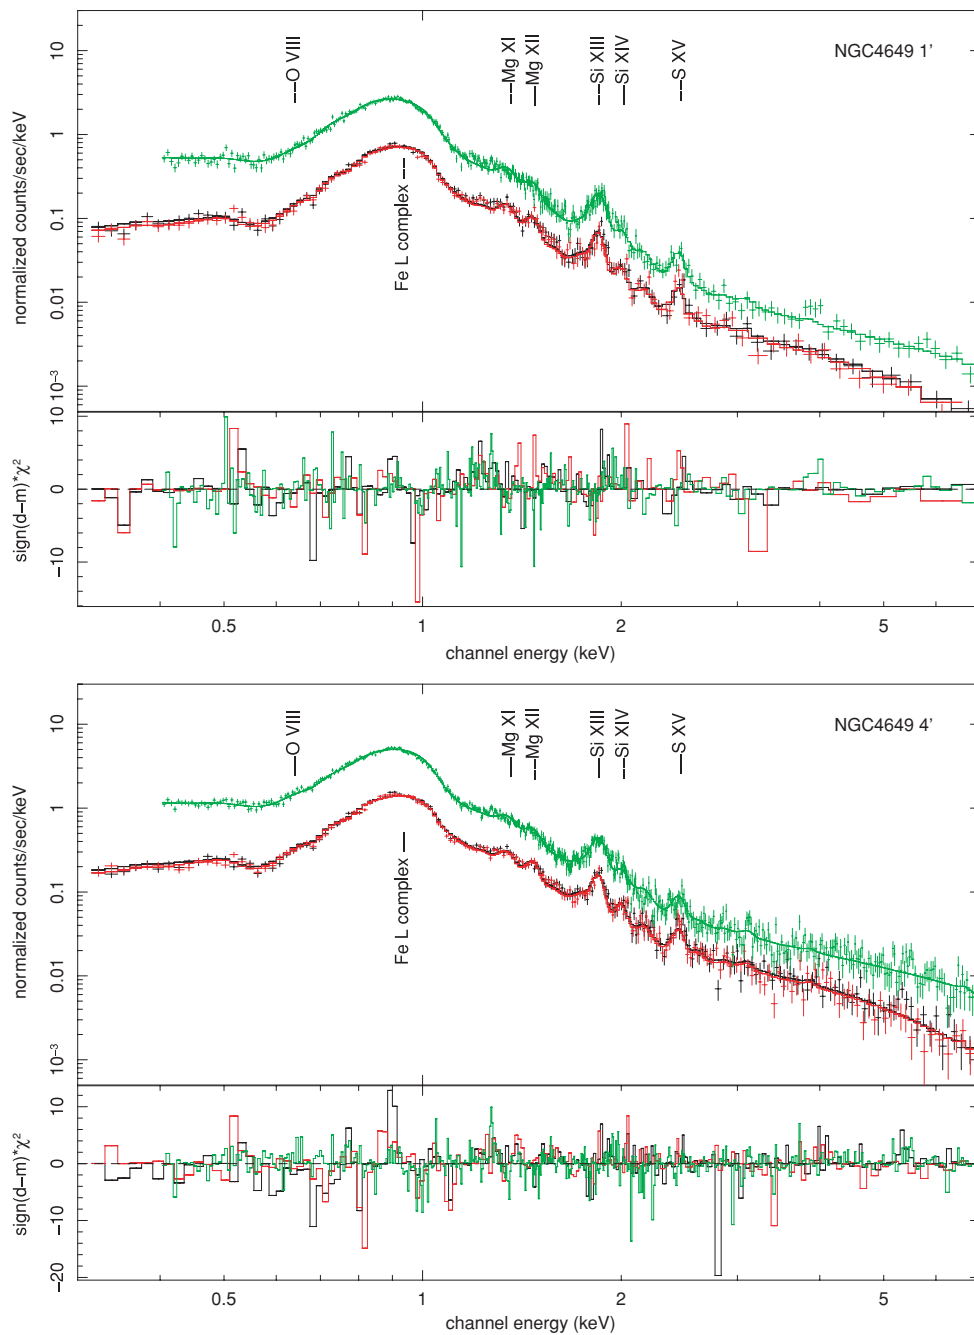 NGC4649 1'
O VIII
Mg XI
Mg XII
Si XIII
Si XIV
S XV
Fe L complex
normalized counts/sec/keV
10
1
0.1
0.01
10⁻³
sign(d−m)*χ²
10
0
−10
0.5 1 2 5
channel energy (keV)
NGC4649 4'
O VIII
Mg XI
Mg XII
Si XIII
Si XIV
S XV
Fe L complex
normalized counts/sec/keV
10
1
0.1
0.01
10⁻³
sign(d−m)*χ²
10
0
−10
−20
0.5 1 2 5
channel energy (keV)